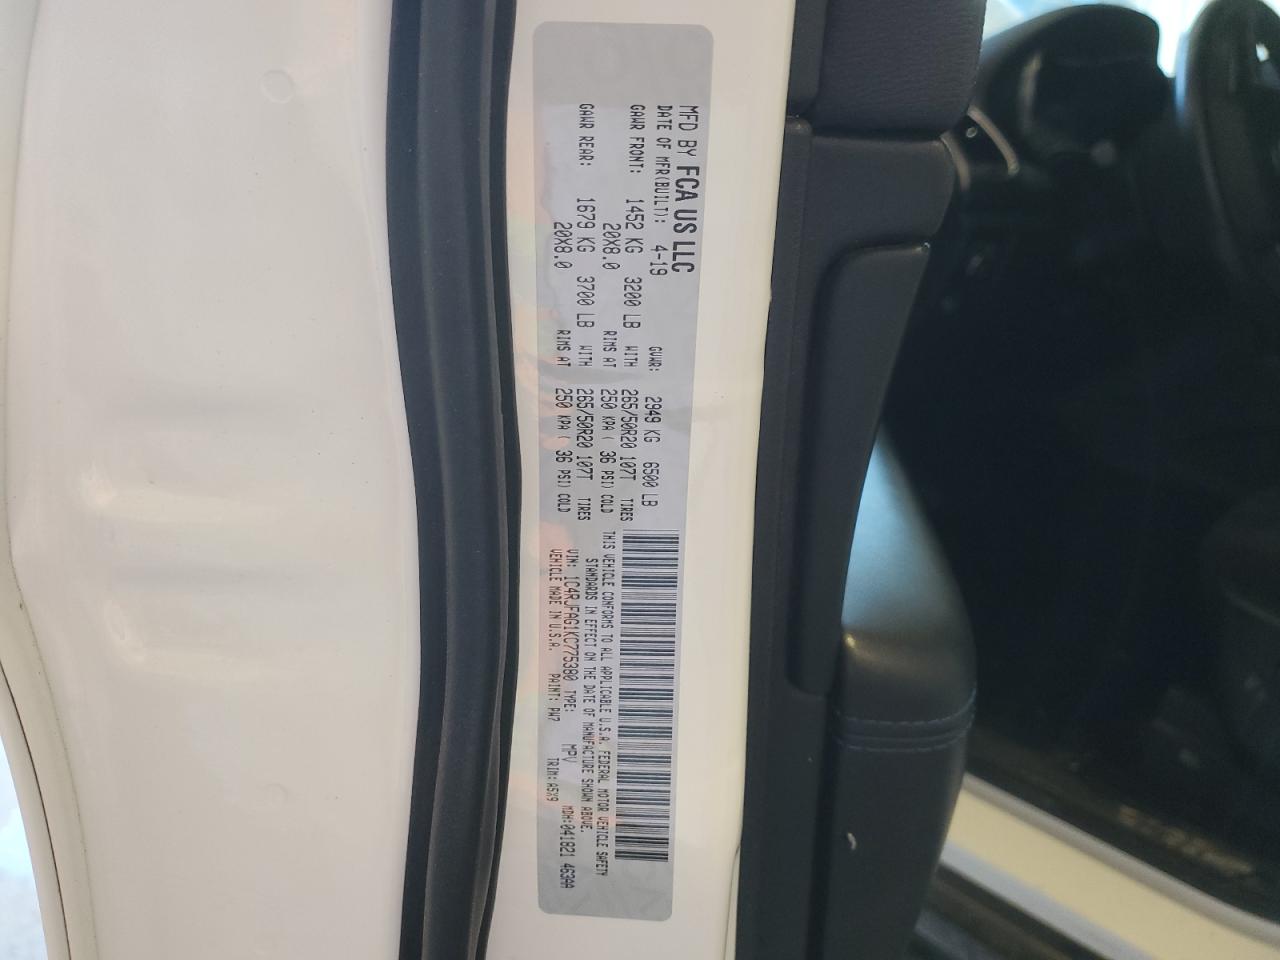 MFD BY FCA US LLC
DATE OF MFR(BUILT): 4-19 GVWR: 2949 KG 6500 LB
GAWR FRONT: 1452 KG 3200 LB WITH 265/50R20 107T TIRES
20X8.0 RIMS AT 250 KPA ( 36 PSI) COLD
GAWR REAR: 1679 KG 3700 LB WITH 265/50R20 107T TIRES
20X8.0 RIMS AT 250 KPA ( 36 PSI) COLD
THIS VEHICLE CONFORMS TO ALL APPLICABLE U.S.A. FEDERAL MOTOR VEHICLE SAFETY
STANDARDS IN EFFECT ON THE DATE OF MANUFACTURE SHOWN ABOVE.
VIN: 1C4RJFAG1KC775380 TYPE: MPV MDH:041821 463AA
VEHICLE MADE IN U.S.A. PAINT: PW7 TRIM:A5X9